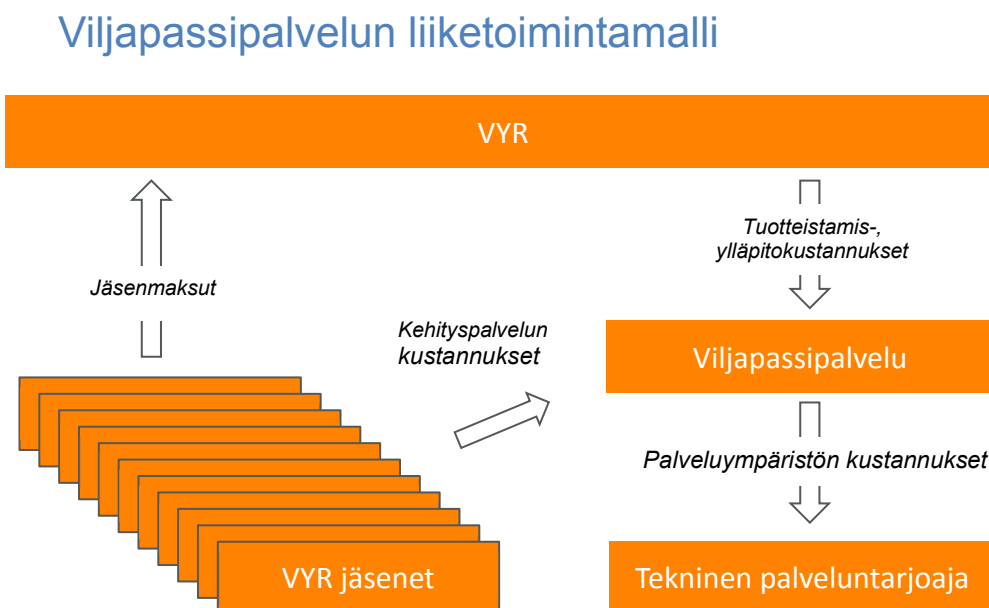 Viljapassipalvelun liiketoimintamalli
VYR
Jäsenmaksut
Tuotteistamis-,
ylläpitokustannukset
Kehityspalvelun
kustannukset
Viljapassipalvelu
Palveluympäristön kustannukset
VYR jäsenet
Tekninen palveluntarjoaja